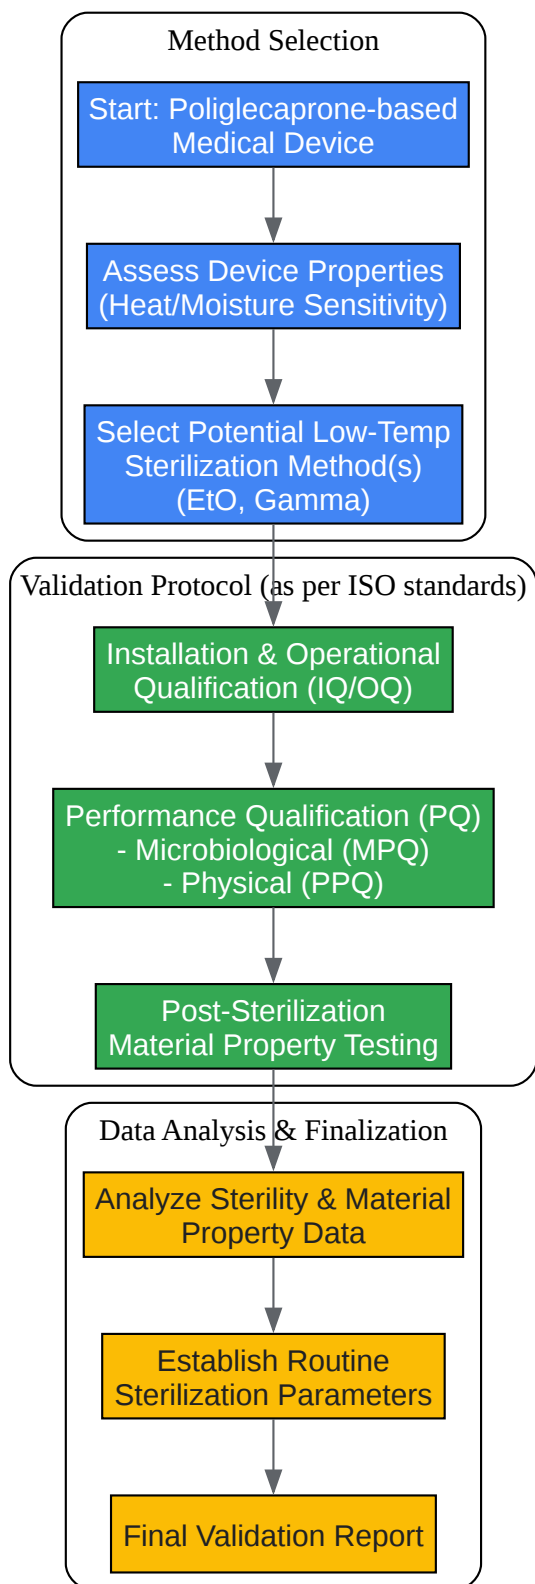 Method Selection
Start: Poliglecaprone-based
Medical Device
Assess Device Properties
(Heat/Moisture Sensitivity)
Select Potential Low-Temp
Sterilization Method(s)
(EtO, Gamma)
Validation Protocol (as per ISO standards)
Installation & Operational
Qualification (IQ/OQ)
Performance Qualification (PQ)
- Microbiological (MPQ)
- Physical (PPQ)
Post-Sterilization
Material Property Testing
Data Analysis & Finalization
Analyze Sterility & Material
Property Data
Establish Routine
Sterilization Parameters
Final Validation Report